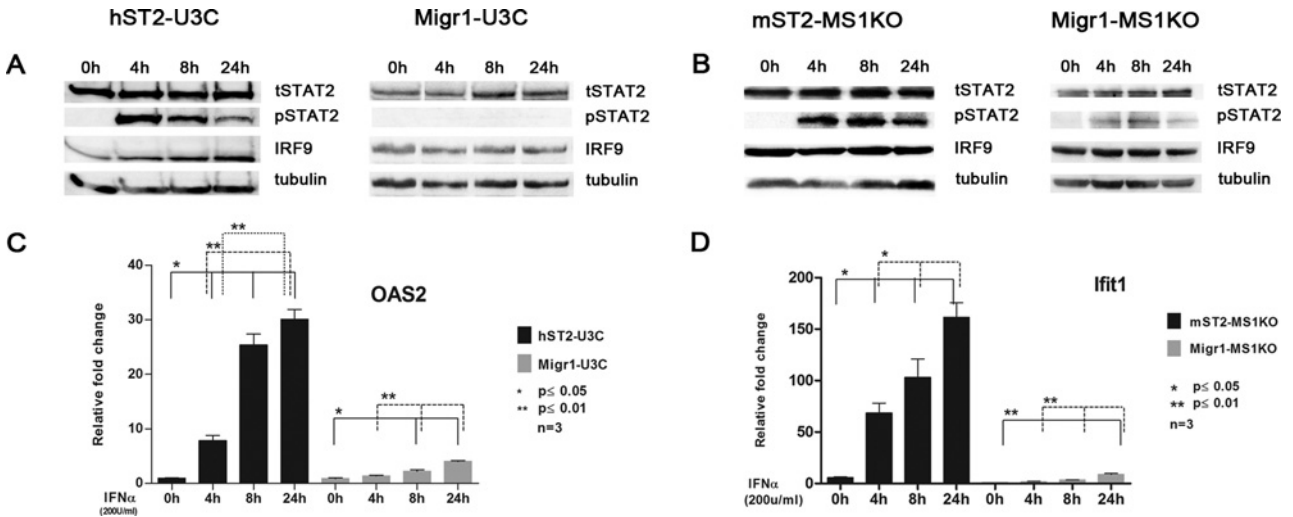 hST2-U3C
Migr1-U3C
mST2-MS1KO
Migr1-MS1KO
A
0h 4h 8h 24h
tSTAT2
pSTAT2
IRF9
tubulin
0h 4h 8h 24h
tSTAT2
pSTAT2
IRF9
tubulin
B
0h 4h 8h 24h
tSTAT2
pSTAT2
IRF9
tubulin
0h 4h 8h 24h
tSTAT2
pSTAT2
IRF9
tubulin
C
OAS2
Relative fold change
40
30
20
10
0
* ** **
* **
hST2-U3C
Migr1-U3C
* p≤ 0.05
** p≤ 0.01
n=3
IFNα
(200U/ml)
0h 4h 8h 24h 0h 4h 8h 24h
D
Ifit1
Relative fold change
200
150
100
75
50
25
0
* *
** **
mST2-MS1KO
Migr1-MS1KO
* p≤ 0.05
** p≤ 0.01
n=3
IFNα
(200u/ml)
0h 4h 8h 24h 0h 4h 8h 24h